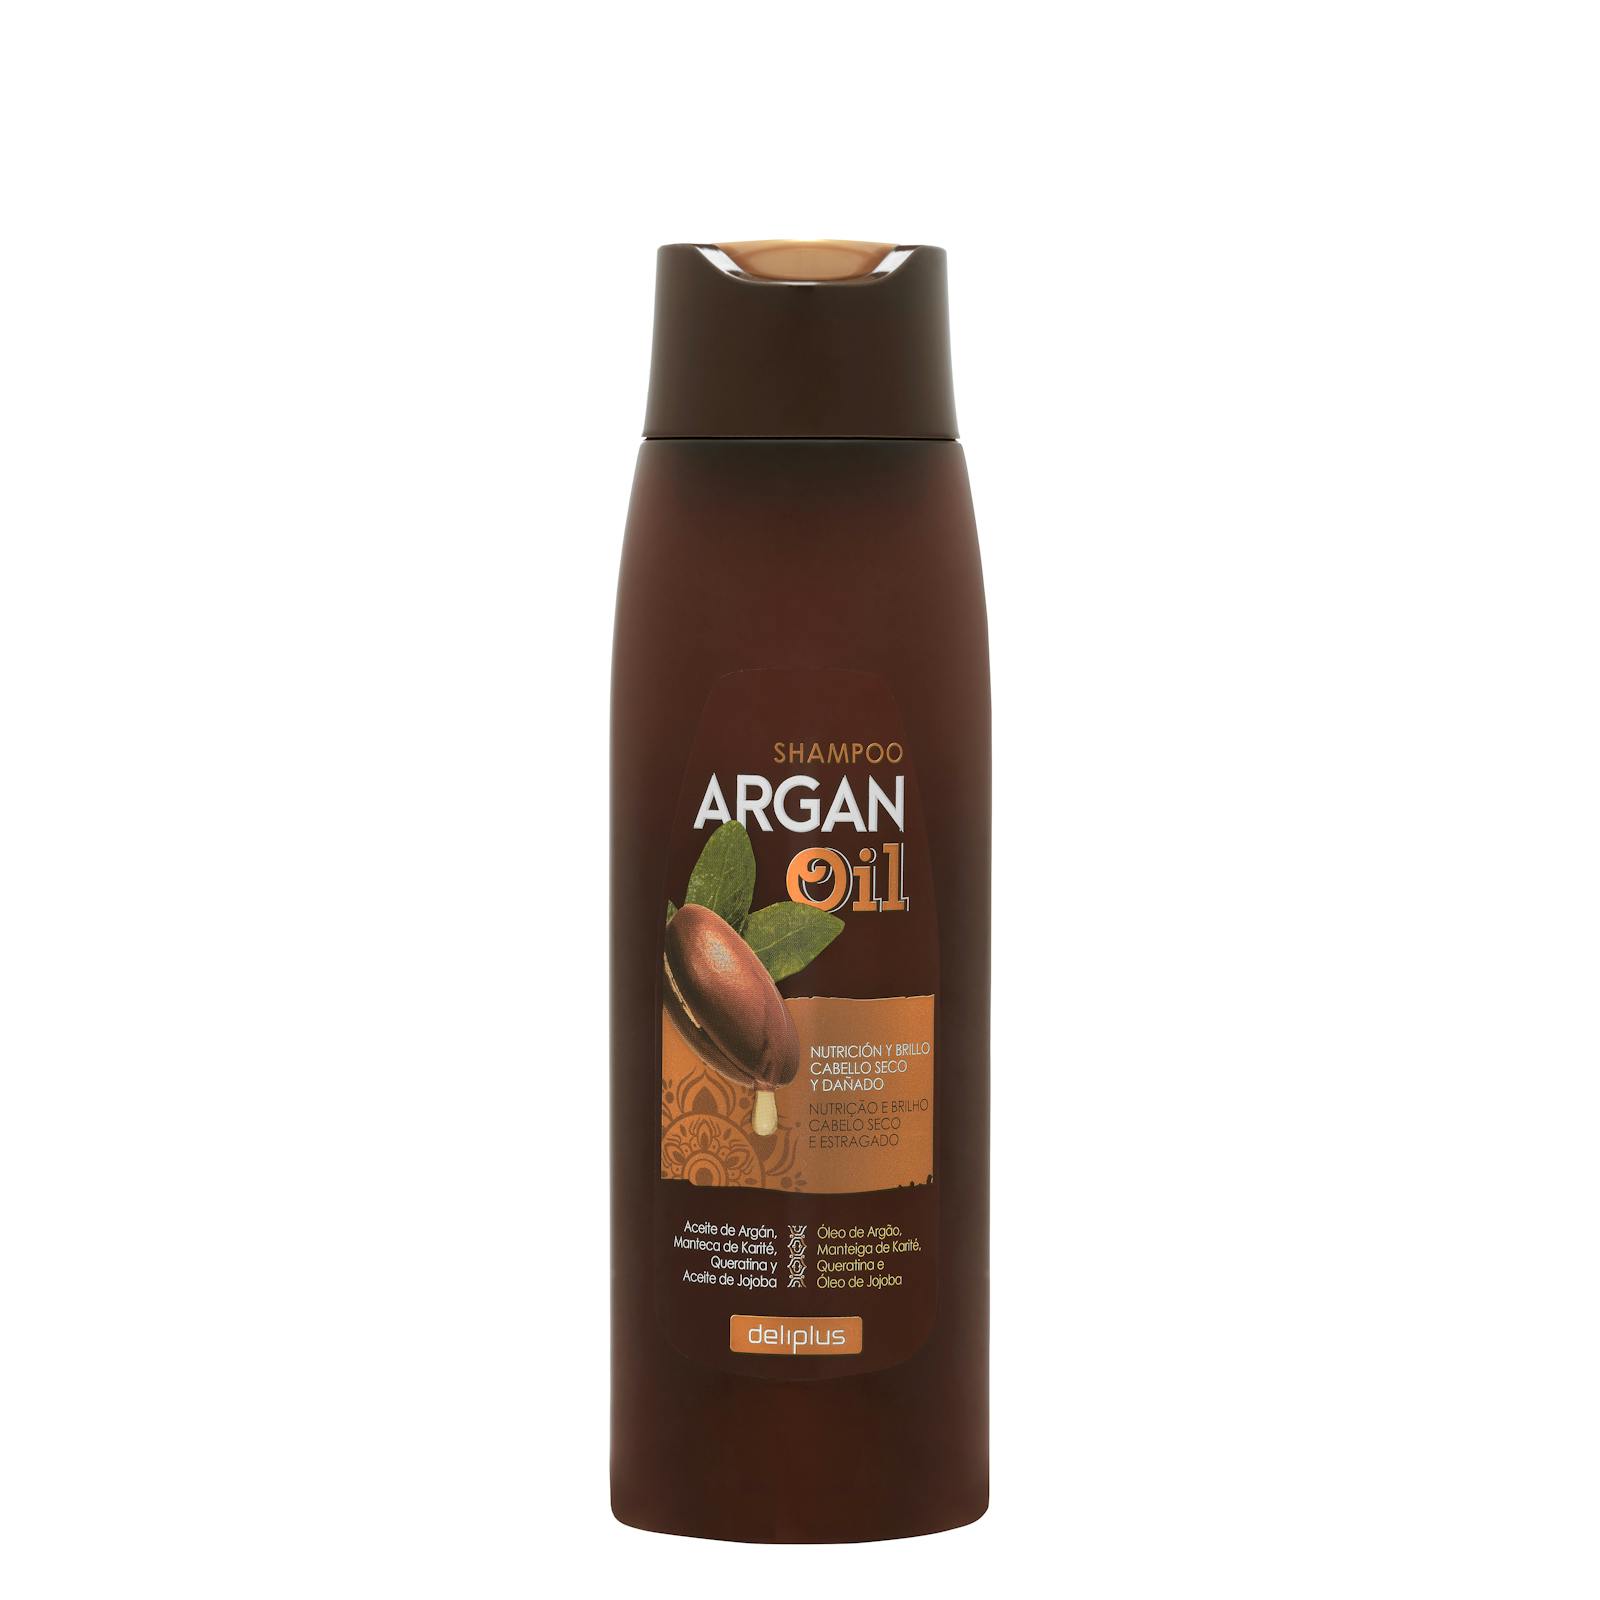 SHAMPOO
ARGAN
Oil
NUTRICIÓN Y BRILLO
CABELLO SECO
Y DAÑADO
NUTRIÇÃO E BRILHO
CABELO SECO
E ESTRAGADO
Aceite de Argán,
Manteca de Karité,
Queratina y
Aceite de Jojoba
Óleo de Argão,
Manteiga de Karité,
Queratina e
Óleo de Jojoba
deliplus